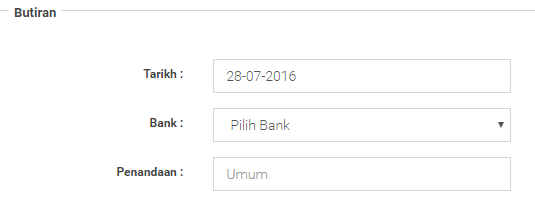 Butiran
Tarikh : 28-07-2016
Bank : Pilih Bank
Penandaan : Umum